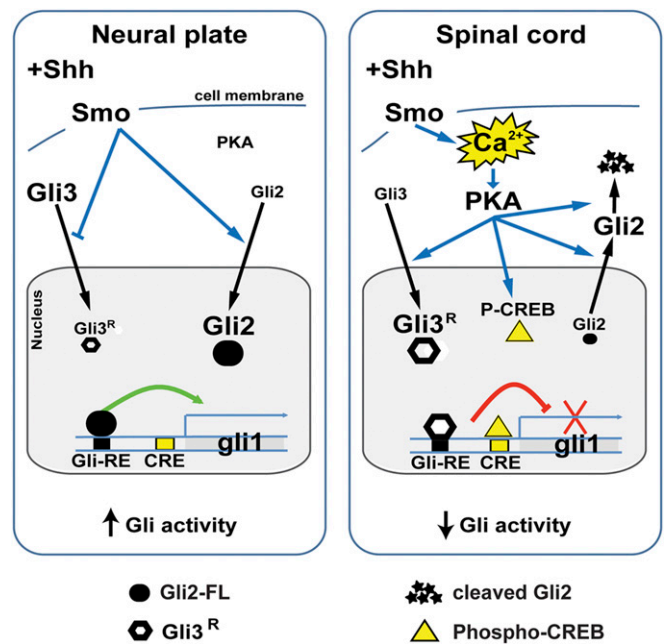 Neural plate
+Shh
Smo
cell membrane
PKA
Gli3
Gli2
Nucleus
Gli3R
Gli2
gli1
Gli-RE CRE
Gli activity
Spinal cord
+Shh
Smo
Ca2+
PKA
Gli3
Gli2
Gli3R
P-CREB
Gli2
gli1
Gli-RE CRE
Gli activity
Gli2-FL
cleaved Gli2
Gli3R
Phospho-CREB